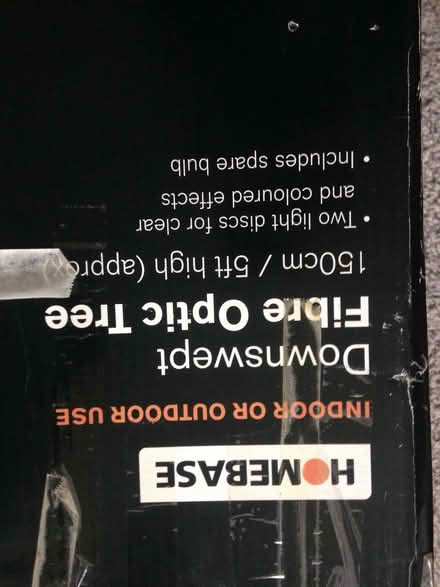 HOMEBASE
INDOOR OR OUTDOOR USE
Downswept
Fibre Optic Tree
150cm / 5ft high (approx)
• Two light discs for clear
and coloured effects
• Includes spare bulb